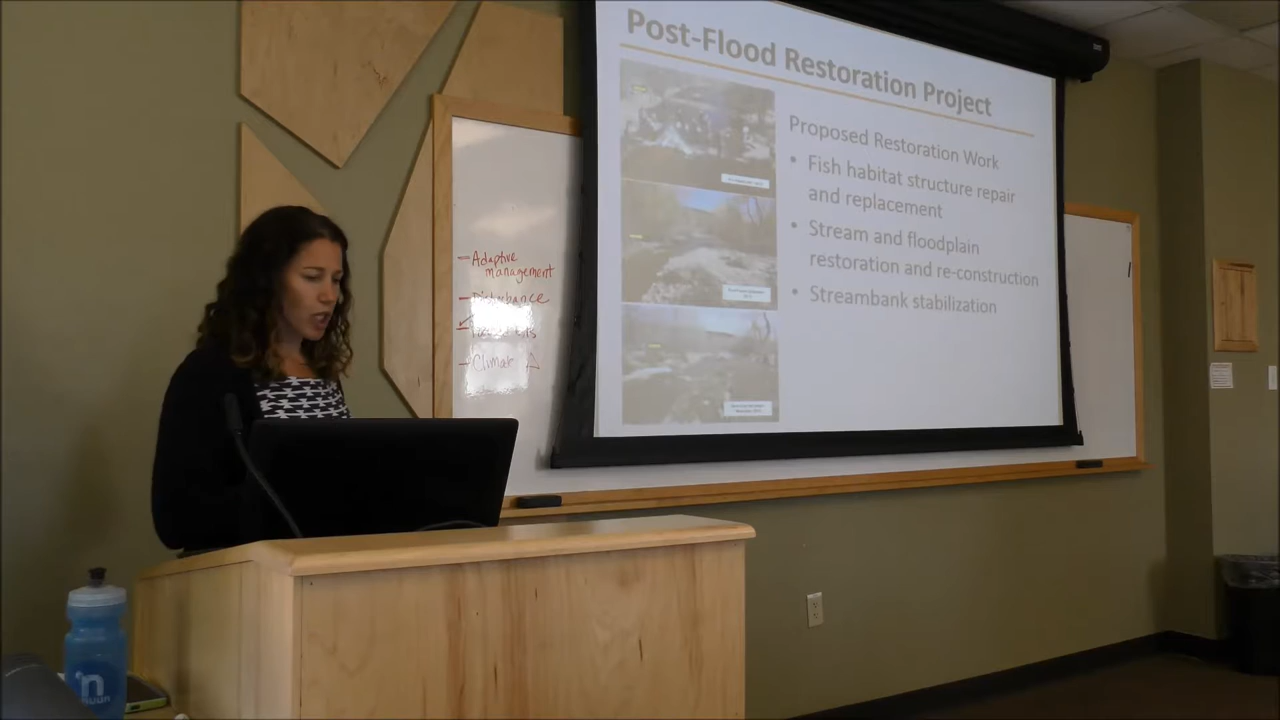 Post-Flood Restoration Project
Proposed Restoration Work
• Fish habitat structure repair
and replacement
• Stream and floodplain
restoration and re-construction
• Streambank stabilization
- Adaptive
management
- Disturbance
- Climate Δ
nuun